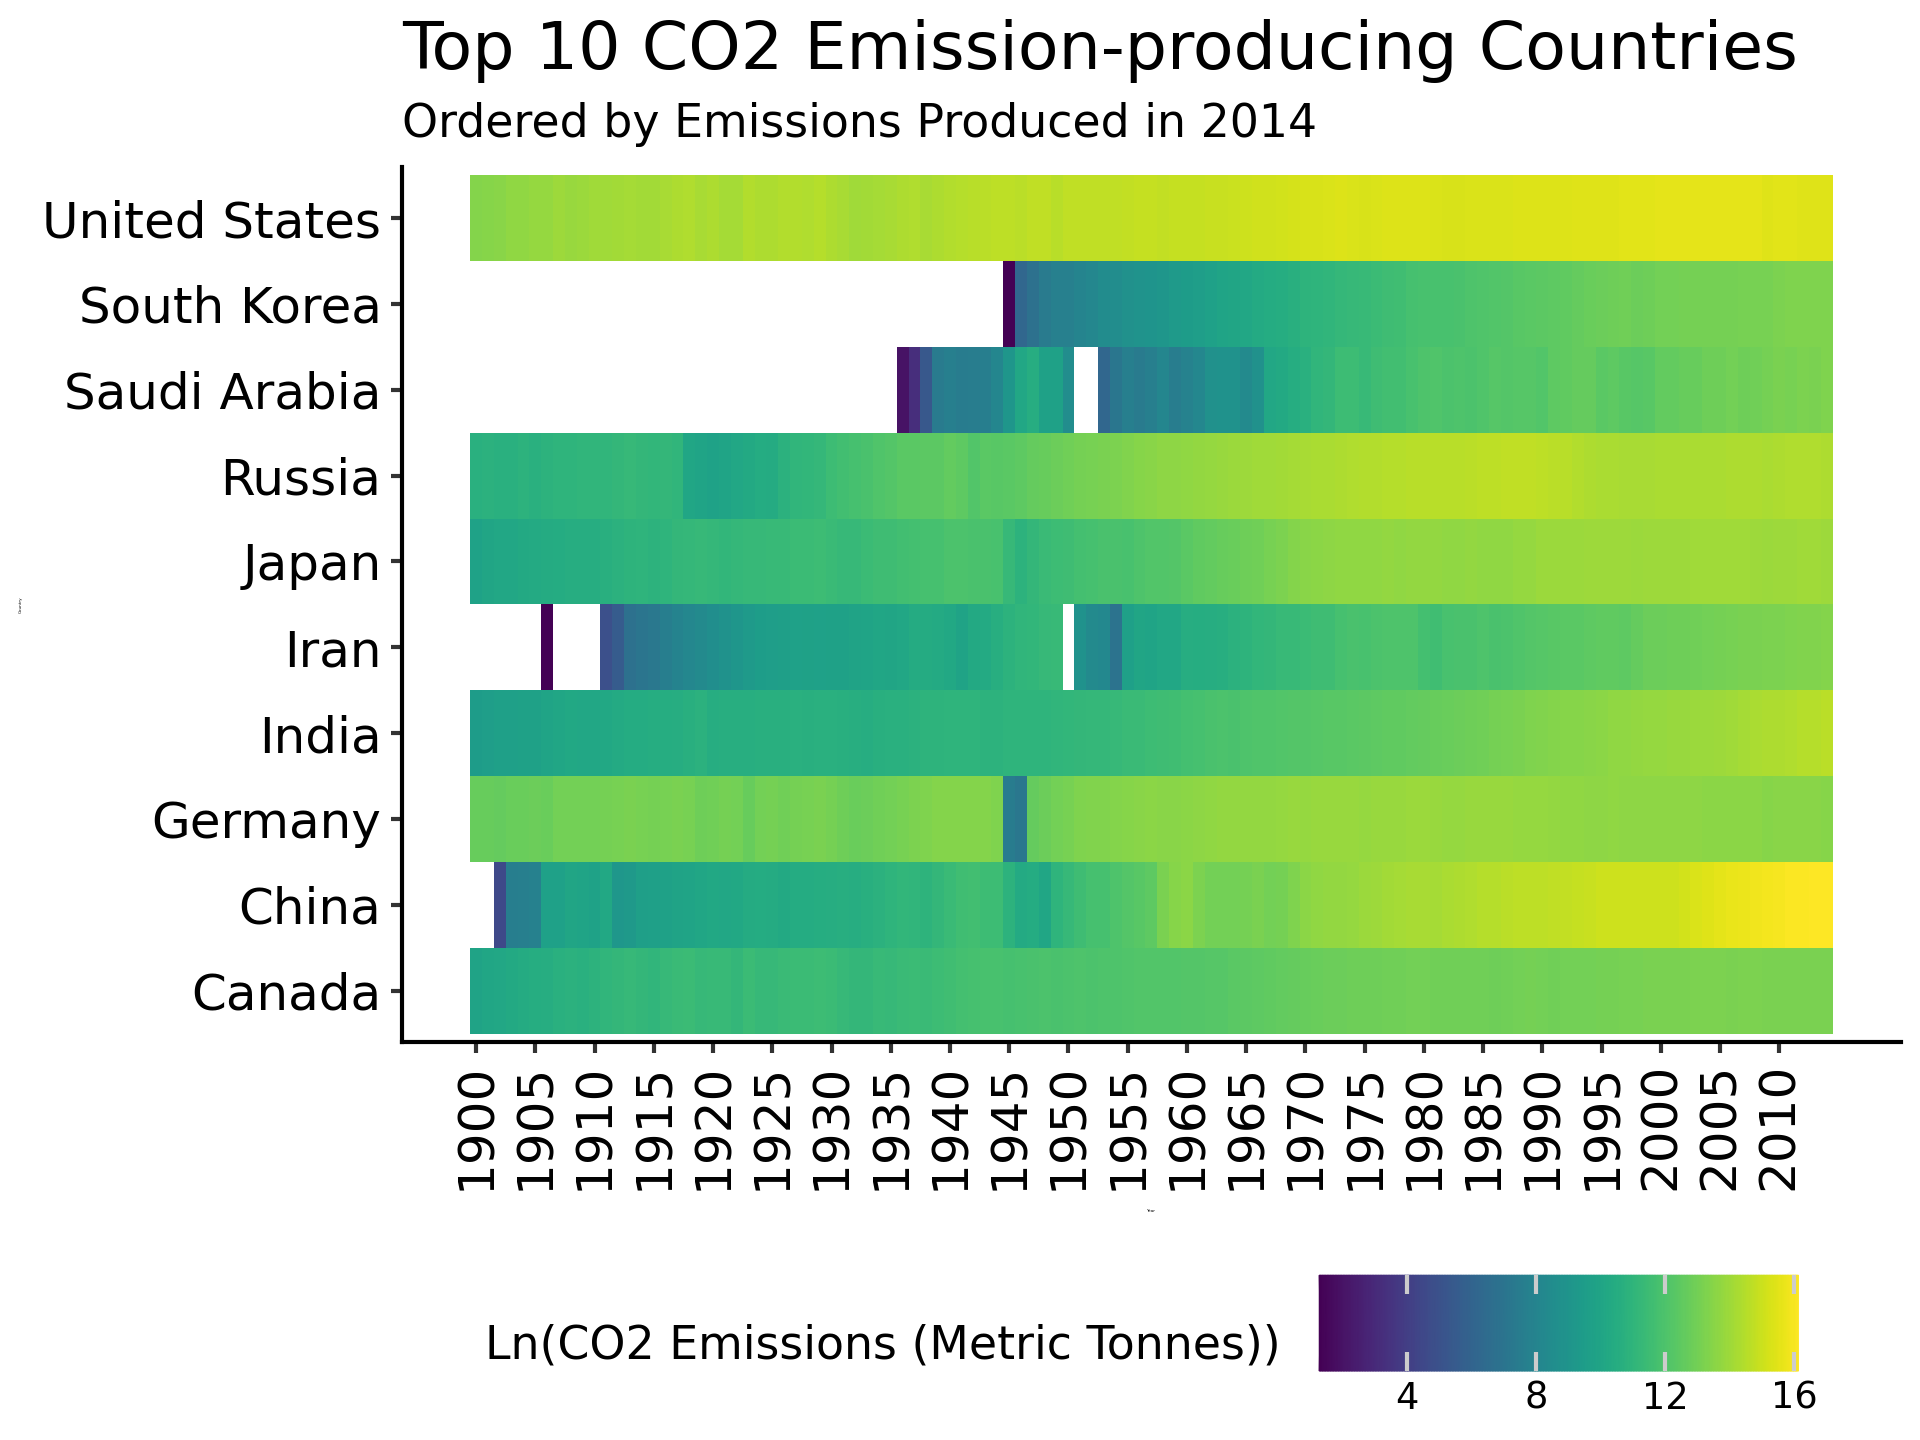 Top 10 CO2 Emission-producing Countries
Ordered by Emissions Produced in 2014
United States
South Korea
Saudi Arabia
Russia
Japan
Iran
India
Germany
China
Canada
1900 1905 1910 1915 1920 1925 1930 1935 1940 1945 1950 1955 1960 1965 1970 1975 1980 1985 1990 1995 2000 2005 2010
Ln(CO2 Emissions (Metric Tonnes))
4 8 12 16